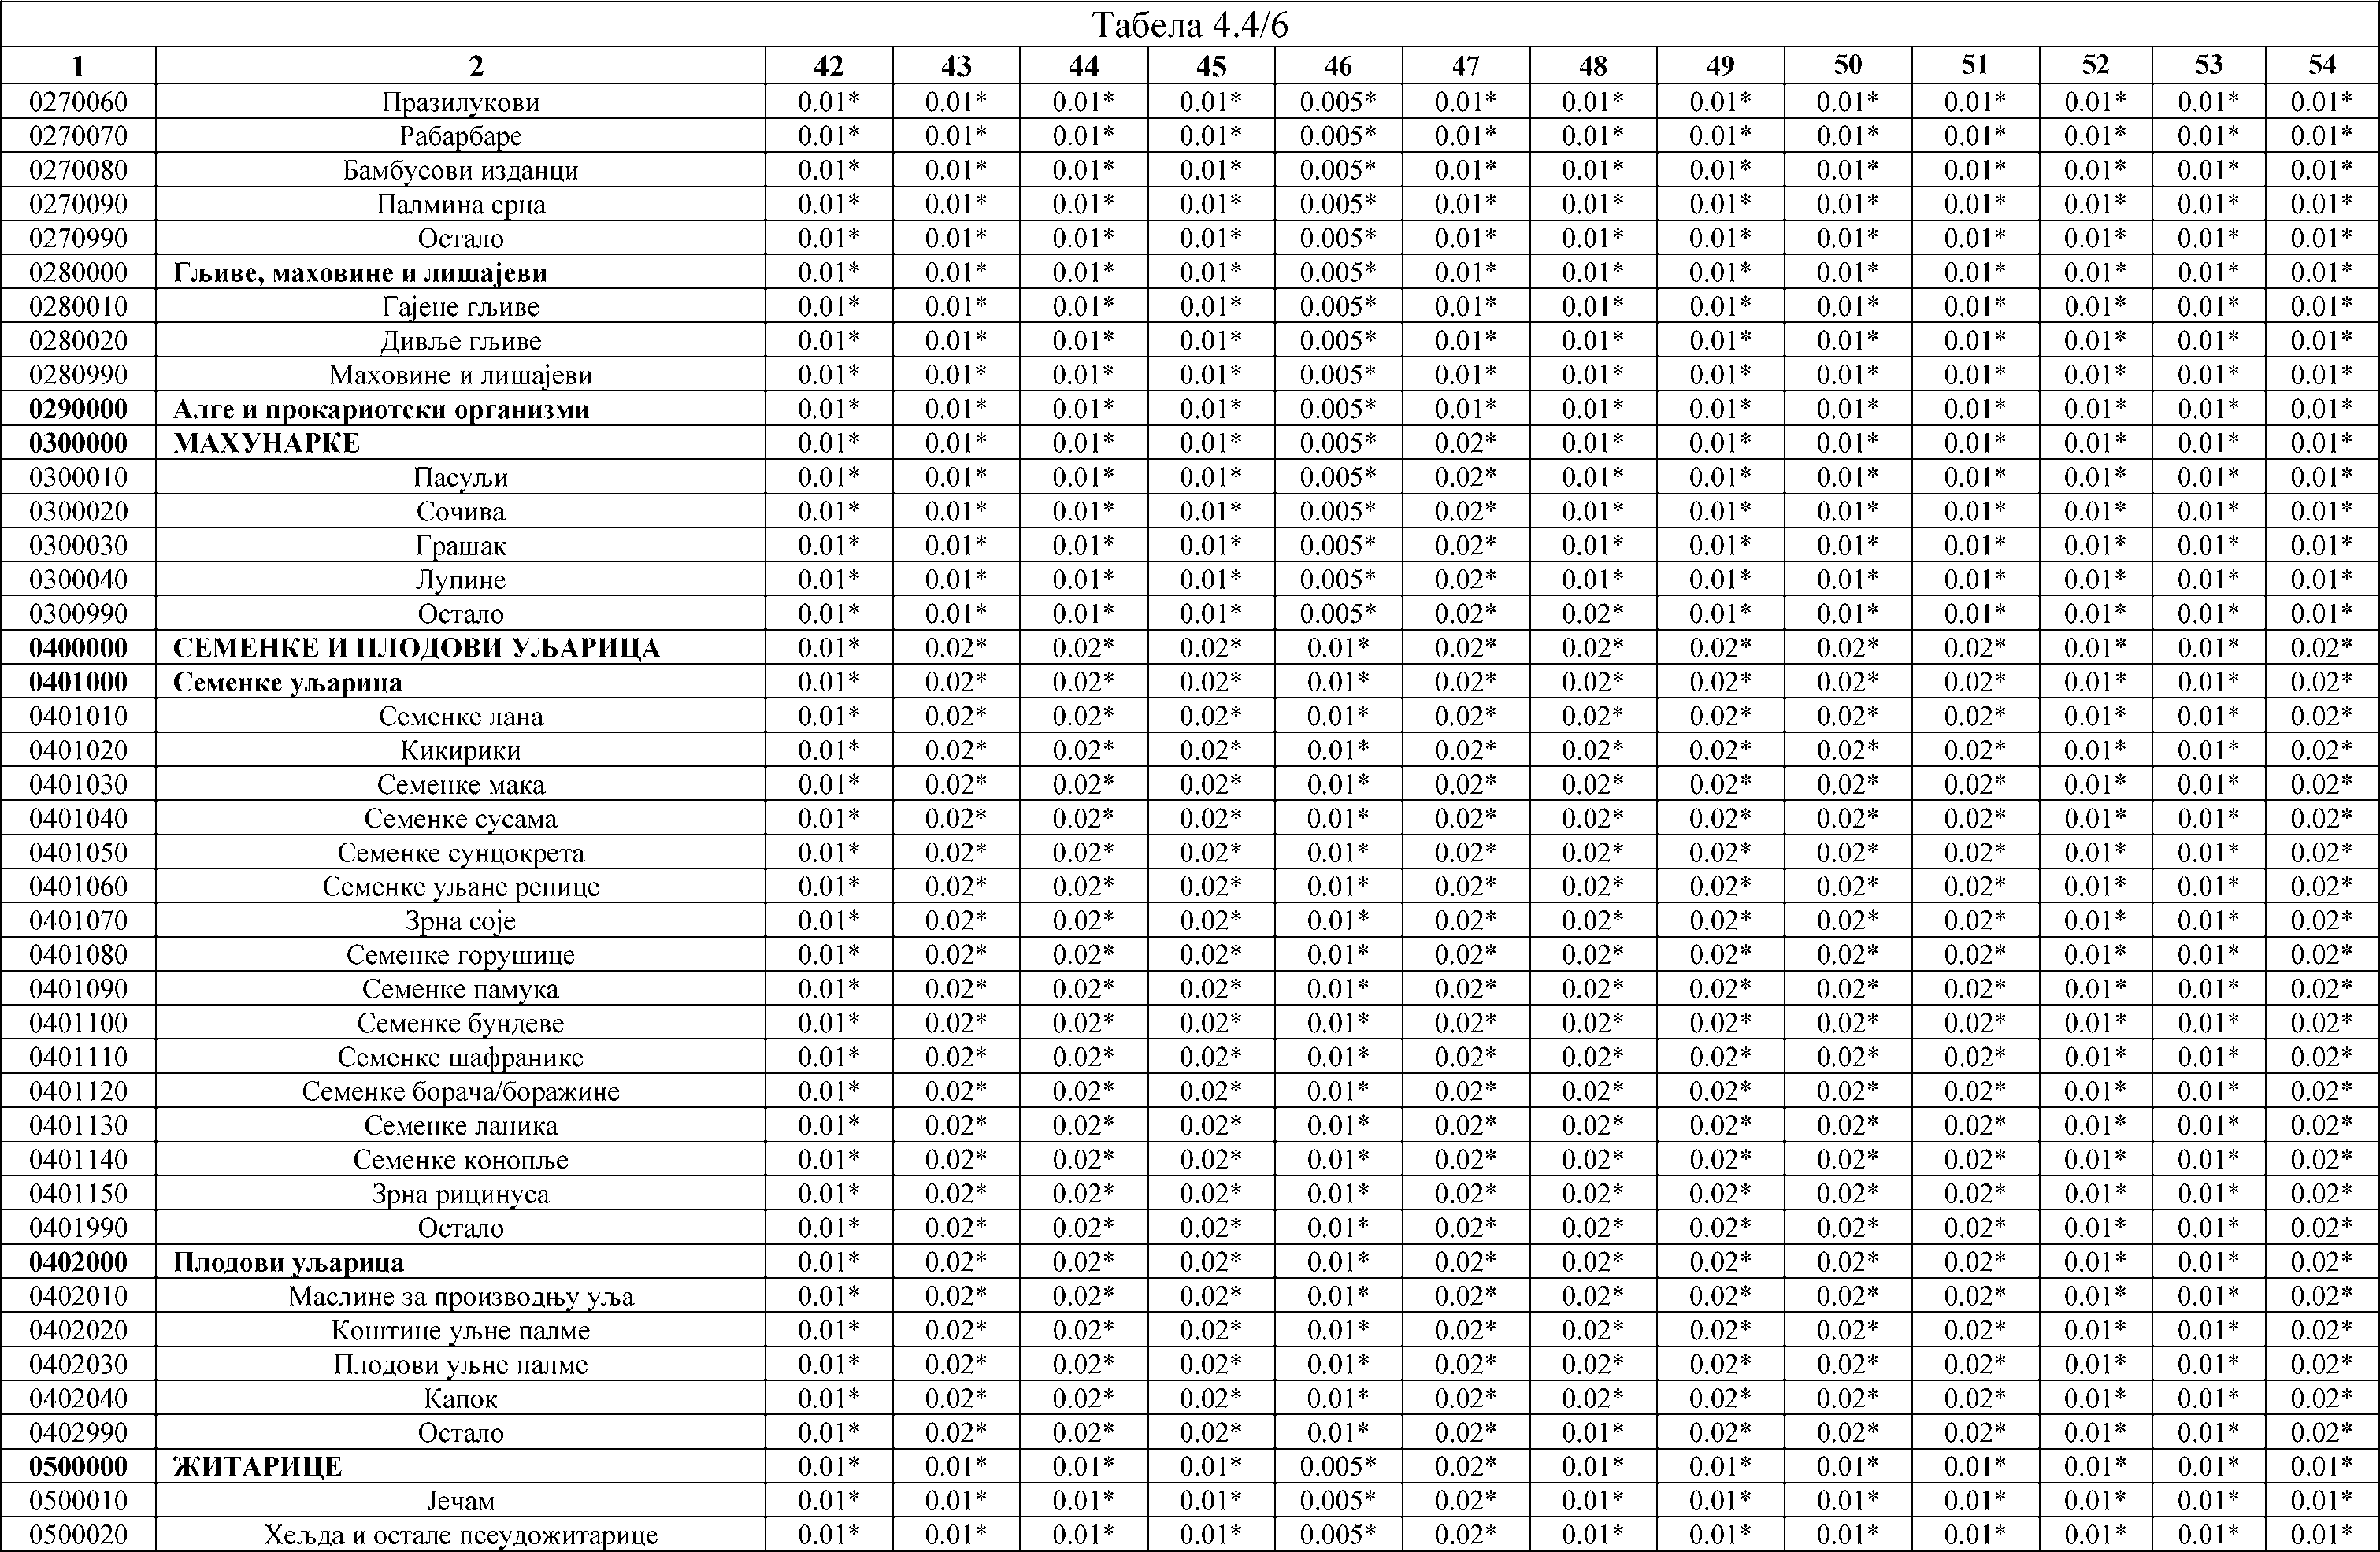 Табела 4.4/6
1 2 42 43 44 45 46 47 48 49 50 51 52 53 54
0270060 Празилукови 0.01* 0.01* 0.01* 0.01* 0.005* 0.01* 0.01* 0.01* 0.01* 0.01* 0.01* 0.01* 0.01*
0270070 Рабарбаре 0.01* 0.01* 0.01* 0.01* 0.005* 0.01* 0.01* 0.01* 0.01* 0.01* 0.01* 0.01* 0.01*
0270080 Бамбусови изданци 0.01* 0.01* 0.01* 0.01* 0.005* 0.01* 0.01* 0.01* 0.01* 0.01* 0.01* 0.01* 0.01*
0270090 Палмина срца 0.01* 0.01* 0.01* 0.01* 0.005* 0.01* 0.01* 0.01* 0.01* 0.01* 0.01* 0.01* 0.01*
0270990 Остало 0.01* 0.01* 0.01* 0.01* 0.005* 0.01* 0.01* 0.01* 0.01* 0.01* 0.01* 0.01* 0.01*
0280000 Гљиве, маховине и лишајеви 0.01* 0.01* 0.01* 0.01* 0.005* 0.01* 0.01* 0.01* 0.01* 0.01* 0.01* 0.01* 0.01*
0280010 Гајене гљиве 0.01* 0.01* 0.01* 0.01* 0.005* 0.01* 0.01* 0.01* 0.01* 0.01* 0.01* 0.01* 0.01*
0280020 Дивље гљиве 0.01* 0.01* 0.01* 0.01* 0.005* 0.01* 0.01* 0.01* 0.01* 0.01* 0.01* 0.01* 0.01*
0280990 Маховине и лишајеви 0.01* 0.01* 0.01* 0.01* 0.005* 0.01* 0.01* 0.01* 0.01* 0.01* 0.01* 0.01* 0.01*
0290000 Алге и прокариотски организми 0.01* 0.01* 0.01* 0.01* 0.005* 0.01* 0.01* 0.01* 0.01* 0.01* 0.01* 0.01* 0.01*
0300000 МАХУНАРКЕ 0.01* 0.01* 0.01* 0.01* 0.005* 0.02* 0.01* 0.01* 0.01* 0.01* 0.01* 0.01* 0.01*
0300010 Пасуљи 0.01* 0.01* 0.01* 0.01* 0.005* 0.02* 0.01* 0.01* 0.01* 0.01* 0.01* 0.01* 0.01*
0300020 Сочива 0.01* 0.01* 0.01* 0.01* 0.005* 0.02* 0.01* 0.01* 0.01* 0.01* 0.01* 0.01* 0.01*
0300030 Грашак 0.01* 0.01* 0.01* 0.01* 0.005* 0.02* 0.01* 0.01* 0.01* 0.01* 0.01* 0.01* 0.01*
0300040 Лупине 0.01* 0.01* 0.01* 0.01* 0.005* 0.02* 0.01* 0.01* 0.01* 0.01* 0.01* 0.01* 0.01*
0300990 Остало 0.01* 0.01* 0.01* 0.01* 0.005* 0.02* 0.02* 0.01* 0.01* 0.01* 0.01* 0.01* 0.01*
0400000 СЕМЕНКЕ И ПЛОДОВИ УЉАРИЦА 0.01* 0.02* 0.02* 0.02* 0.01* 0.02* 0.02* 0.02* 0.02* 0.02* 0.01* 0.01* 0.02*
0401000 Семенке уљарица 0.01* 0.02* 0.02* 0.02* 0.01* 0.02* 0.02* 0.02* 0.02* 0.02* 0.01* 0.01* 0.02*
0401010 Семенке лана 0.01* 0.02* 0.02* 0.02* 0.01* 0.02* 0.02* 0.02* 0.02* 0.02* 0.01* 0.01* 0.02*
0401020 Кикирики 0.01* 0.02* 0.02* 0.02* 0.01* 0.02* 0.02* 0.02* 0.02* 0.02* 0.01* 0.01* 0.02*
0401030 Семенке мака 0.01* 0.02* 0.02* 0.02* 0.01* 0.02* 0.02* 0.02* 0.02* 0.02* 0.01* 0.01* 0.02*
0401040 Семенке сусама 0.01* 0.02* 0.02* 0.02* 0.01* 0.02* 0.02* 0.02* 0.02* 0.02* 0.01* 0.01* 0.02*
0401050 Семенке сунцокрета 0.01* 0.02* 0.02* 0.02* 0.01* 0.02* 0.02* 0.02* 0.02* 0.02* 0.01* 0.01* 0.02*
0401060 Семенке уљане репице 0.01* 0.02* 0.02* 0.02* 0.01* 0.02* 0.02* 0.02* 0.02* 0.02* 0.01* 0.01* 0.02*
0401070 Зрна соје 0.01* 0.02* 0.02* 0.02* 0.01* 0.02* 0.02* 0.02* 0.02* 0.02* 0.01* 0.01* 0.02*
0401080 Семенке горушице 0.01* 0.02* 0.02* 0.02* 0.01* 0.02* 0.02* 0.02* 0.02* 0.02* 0.01* 0.01* 0.02*
0401090 Семенке памука 0.01* 0.02* 0.02* 0.02* 0.01* 0.02* 0.02* 0.02* 0.02* 0.02* 0.01* 0.01* 0.02*
0401100 Семенке бундеве 0.01* 0.02* 0.02* 0.02* 0.01* 0.02* 0.02* 0.02* 0.02* 0.02* 0.01* 0.01* 0.02*
0401110 Семенке шафранике 0.01* 0.02* 0.02* 0.02* 0.01* 0.02* 0.02* 0.02* 0.02* 0.02* 0.01* 0.01* 0.02*
0401120 Семенке борача/боражине 0.01* 0.02* 0.02* 0.02* 0.01* 0.02* 0.02* 0.02* 0.02* 0.02* 0.01* 0.01* 0.02*
0401130 Семенке ланика 0.01* 0.02* 0.02* 0.02* 0.01* 0.02* 0.02* 0.02* 0.02* 0.02* 0.01* 0.01* 0.02*
0401140 Семенке конопље 0.01* 0.02* 0.02* 0.02* 0.01* 0.02* 0.02* 0.02* 0.02* 0.02* 0.01* 0.01* 0.02*
0401150 Зрна рицинуса 0.01* 0.02* 0.02* 0.02* 0.01* 0.02* 0.02* 0.02* 0.02* 0.02* 0.01* 0.01* 0.02*
0401990 Остало 0.01* 0.02* 0.02* 0.02* 0.01* 0.02* 0.02* 0.02* 0.02* 0.02* 0.01* 0.01* 0.02*
0402000 Плодови уљарица 0.01* 0.02* 0.02* 0.02* 0.01* 0.02* 0.02* 0.02* 0.02* 0.02* 0.01* 0.01* 0.02*
0402010 Маслине за производњу уља 0.01* 0.02* 0.02* 0.02* 0.01* 0.02* 0.02* 0.02* 0.02* 0.02* 0.01* 0.01* 0.02*
0402020 Коштице уљне палме 0.01* 0.02* 0.02* 0.02* 0.01* 0.02* 0.02* 0.02* 0.02* 0.02* 0.01* 0.01* 0.02*
0402030 Плодови уљне палме 0.01* 0.02* 0.02* 0.02* 0.01* 0.02* 0.02* 0.02* 0.02* 0.02* 0.01* 0.01* 0.02*
0402040 Капок 0.01* 0.02* 0.02* 0.02* 0.01* 0.02* 0.02* 0.02* 0.02* 0.02* 0.01* 0.01* 0.02*
0402990 Остало 0.01* 0.02* 0.02* 0.02* 0.01* 0.02* 0.01* 0.02* 0.02* 0.02* 0.01* 0.01* 0.02*
0500000 ЖИТАРИЦЕ 0.01* 0.01* 0.01* 0.01* 0.005* 0.02* 0.01* 0.01* 0.01* 0.01* 0.01* 0.01* 0.01*
0500010 Јечам 0.01* 0.01* 0.01* 0.01* 0.005* 0.02* 0.01* 0.01* 0.01* 0.01* 0.01* 0.01* 0.01*
0500020 Хељда и остале псеудожитарице 0.01* 0.01* 0.01* 0.01* 0.005* 0.02* 0.01* 0.01* 0.01* 0.01* 0.01* 0.01* 0.01*